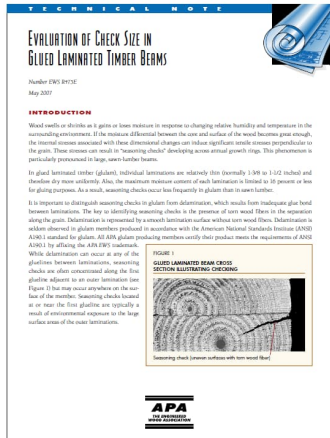 TECHNICAL NOTE
EVALUATION OF CHECK SIZE IN
GLUED LAMINATED TIMBER BEAMS
Number EWS R475E
May 2007
INTRODUCTION
Wood swells or shrinks as it gains or loses moisture in response to changing relative humidity and temperature in the
surrounding environment. If the moisture differential between the core and surface of the wood becomes great enough,
the internal stresses associated with these dimensional changes can induce significant tensile stresses perpendicular to
the grain. These stresses can result in "seasoning checks" developing across annual growth rings. This phenomenon is
particularly pronounced in large, sawn-lumber beams.
In glued laminated timber (glulam), individual laminations are relatively thin (normally 1-3/8 to 1-1/2 inches) and
therefore dry more uniformly. Also, the maximum moisture content of each lamination is limited to 16 percent or less
for gluing purposes. As a result, seasoning checks occur less frequently in glulam than in sawn lumber.
It is important to distinguish seasoning checks in glulam from delamination, which results from inadequate glue bond
between laminations. The key to identifying seasoning checks is the presence of torn wood fibers in the separation
along the grain. Delamination is represented by a smooth lamination surface without torn wood fibers. Delamination is
seldom observed in glulam members produced in accordance with the American National Standards Institute (ANSI)
A190.1 standard for glulam. All APA glulam producing members certify their product meets the requirements of ANSI
A190.1 by affixing the APA EWS trademark.
While delamination can occur at any of the
gluelines between laminations, seasoning
checks are often concentrated along the first
glueline adjacent to an outer lamination (see
Figure 1) but may occur anywhere on the sur-
face of the member. Seasoning checks located
at or near the first glueline are typically a
result of environmental exposure to the large
surface areas of the outer laminations.
FIGURE 1
GLUED LAMINATED BEAM CROSS
SECTION ILLUSTRATING CHECKING
Seasoning check (uneven surfaces with torn wood fiber)
APA
THE ENGINEERED
WOOD ASSOCIATION